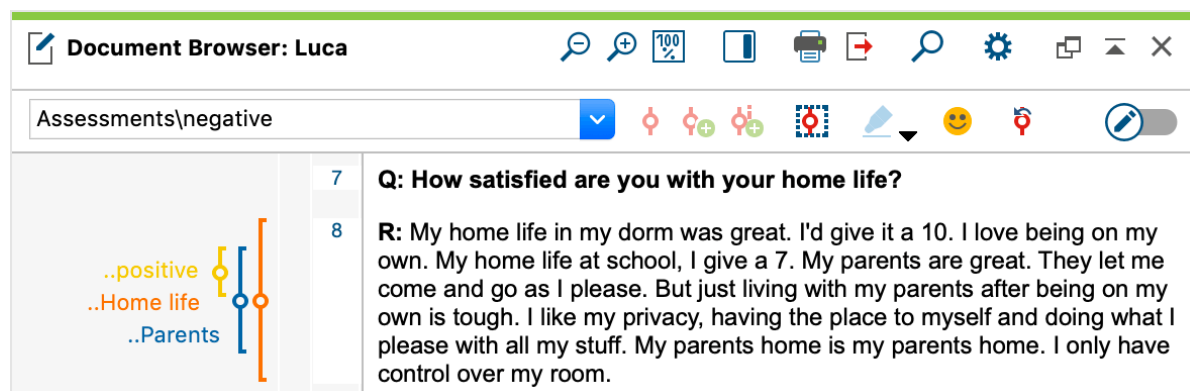 Document Browser: Luca
100
%
Assessments\negative
7
Q: How satisfied are you with your home life?
8
R: My home life in my dorm was great. I'd give it a 10. I love being on my
own. My home life at school, I give a 7. My parents are great. They let me
come and go as I please. But just living with my parents after being on my
own is tough. I like my privacy, having the place to myself and doing what I
please with all my stuff. My parents home is my parents home. I only have
control over my room.
..positive
..Home life
..Parents